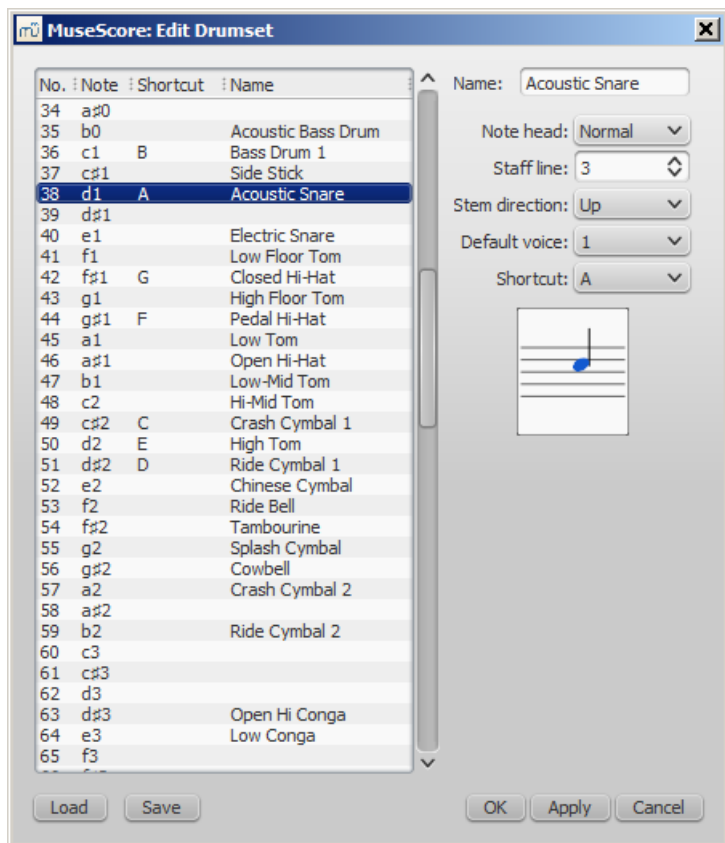 MuseScore: Edit Drumset
No. Note Shortcut Name
34 a♯0
35 b0 Acoustic Bass Drum
36 c1 B Bass Drum 1
37 c♯1 Side Stick
38 d1 A Acoustic Snare
39 d♯1
40 e1 Electric Snare
41 f1 Low Floor Tom
42 f♯1 G Closed Hi-Hat
43 g1 High Floor Tom
44 g♯1 F Pedal Hi-Hat
45 a1 Low Tom
46 a♯1 Open Hi-Hat
47 b1 Low-Mid Tom
48 c2 Hi-Mid Tom
49 c♯2 C Crash Cymbal 1
50 d2 E High Tom
51 d♯2 D Ride Cymbal 1
52 e2 Chinese Cymbal
53 f2 Ride Bell
54 f♯2 Tambourine
55 g2 Splash Cymbal
56 g♯2 Cowbell
57 a2 Crash Cymbal 2
58 a♯2
59 b2 Ride Cymbal 2
60 c3
61 c♯3
62 d3
63 d♯3 Open Hi Conga
64 e3 Low Conga
65 f3
Name: Acoustic Snare
Note head: Normal
Staff line: 3
Stem direction: Up
Default voice: 1
Shortcut: A
Load Save OK Apply Cancel